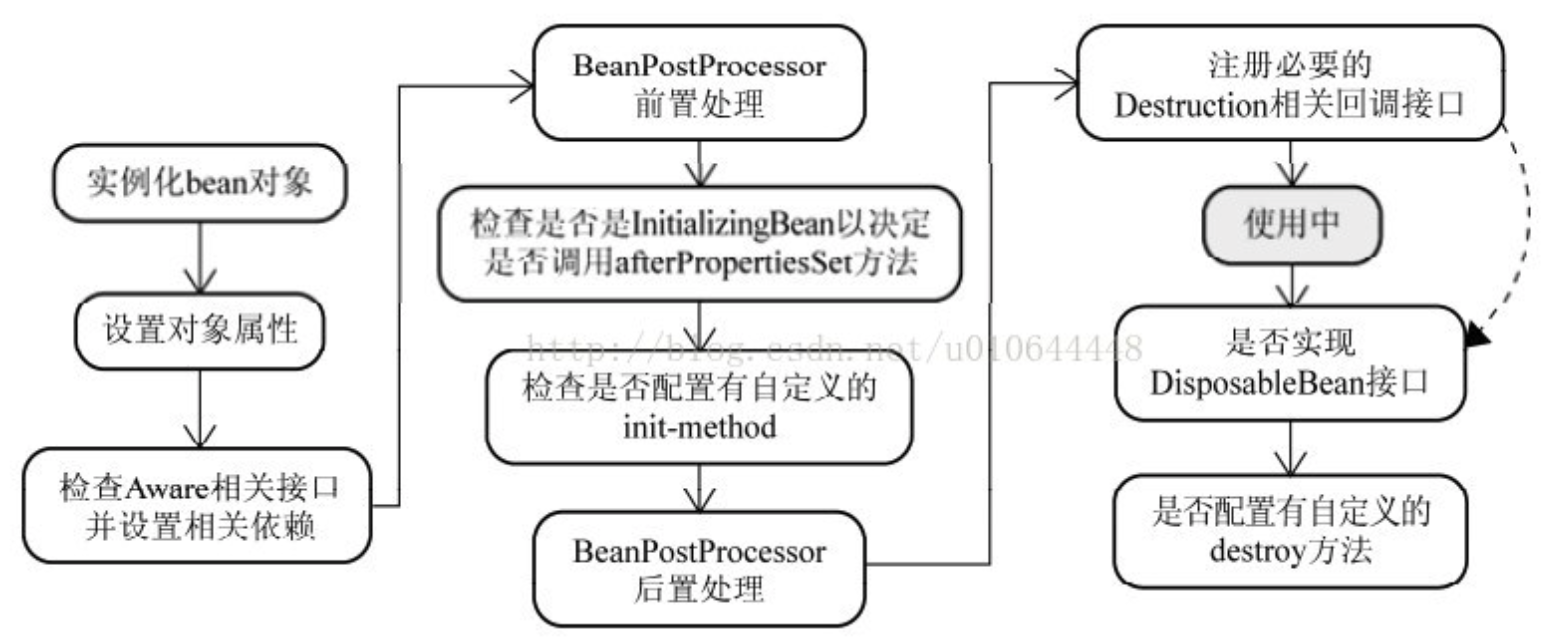 实例化bean对象
设置对象属性
检查Aware相关接口
并设置相关依赖
BeanPostProcessor
前置处理
检查是否是InitializingBean以决定
是否调用afterPropertiesSet方法
检查是否配置有自定义的
init-method
BeanPostProcessor
后置处理
注册必要的
Destruction相关回调接口
使用中
是否实现
DisposableBean接口
是否配置有自定义的
destroy方法
http://blog.csdn.net/u010644448